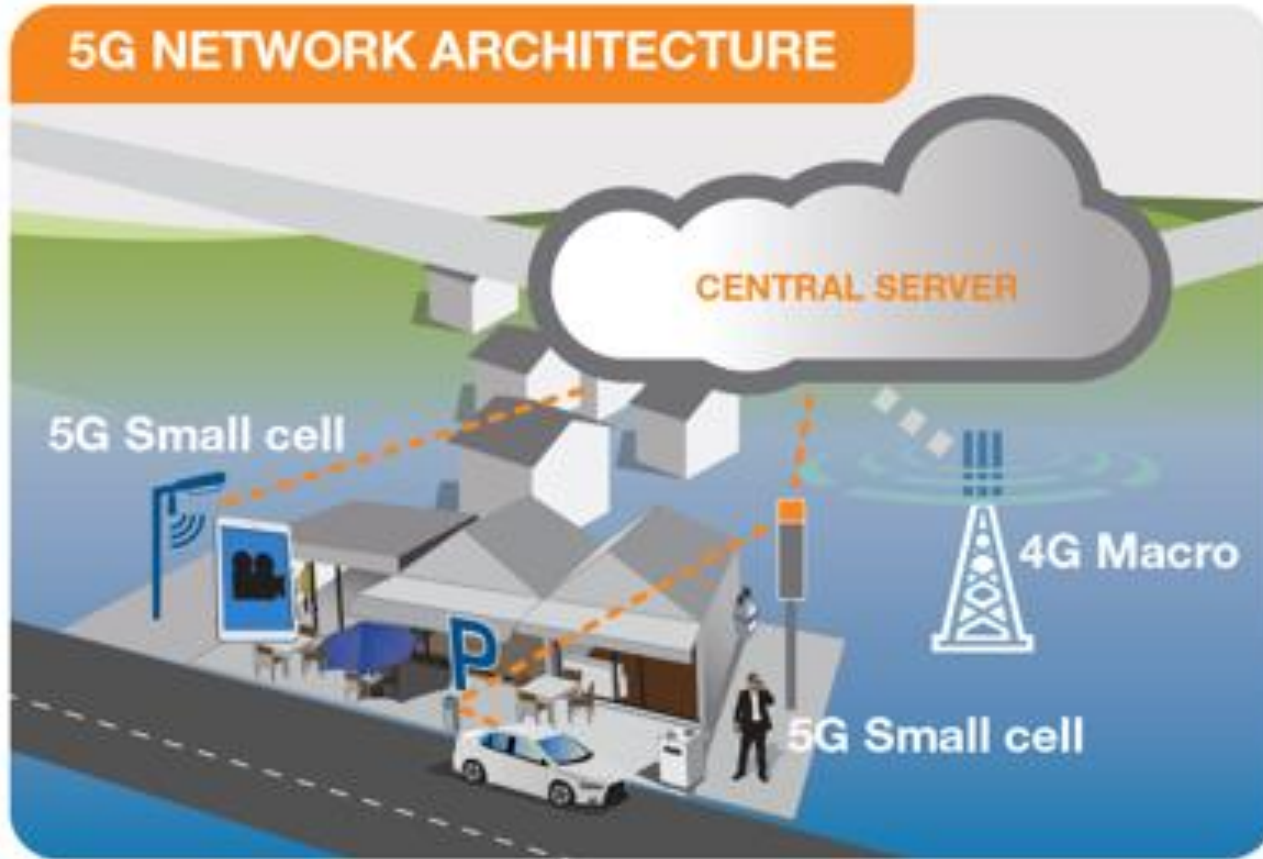 5G NETWORK ARCHITECTURE
CENTRAL SERVER
5G Small cell
4G Macro
P
5G Small cell